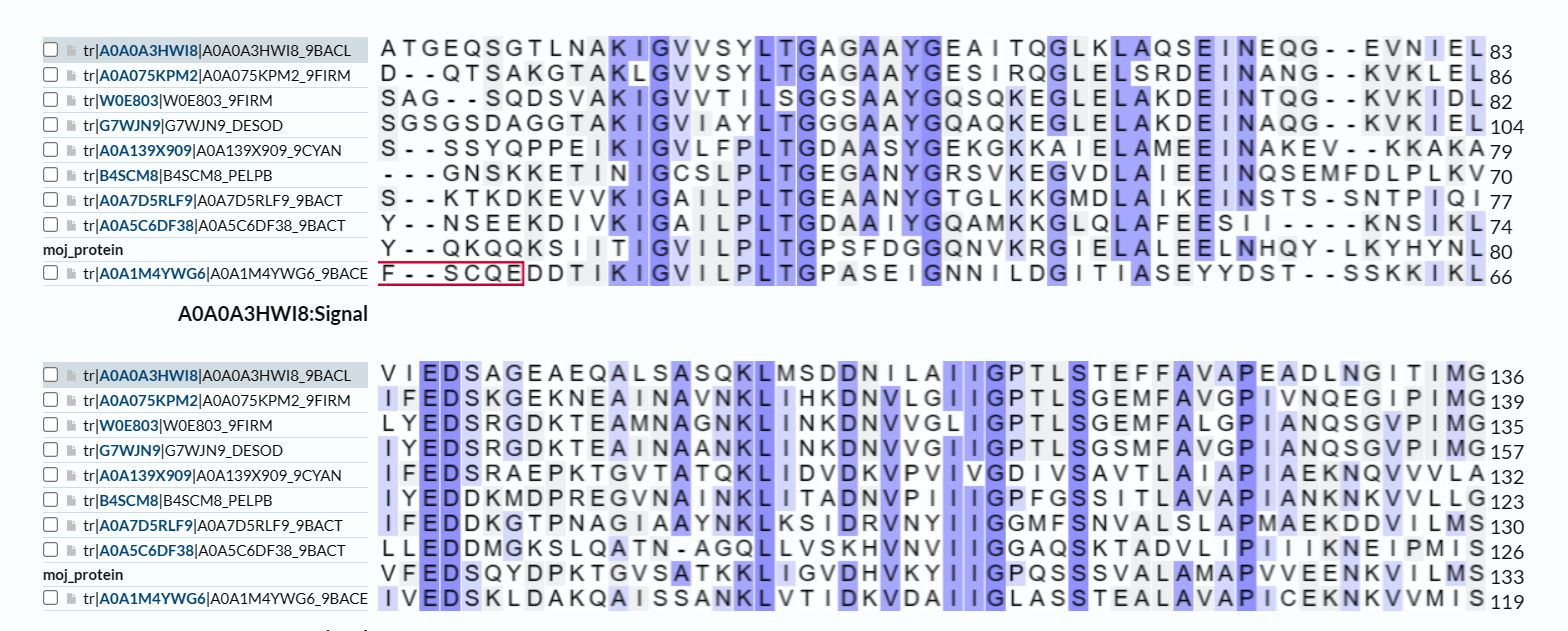 tr|A0A0A3HWI8|A0A0A3HWI8_9BACL ATGEQSGTLNAKIGVVSYLTGAGAAYGEAITQGLKLAQSEINEQG--EVNIEL 83
tr|A0A075KPM2|A0A075KPM2_9FIRM D--QTSAKGTAKLGVVSYLTGAGAAYGESIRQGLELSRDEINANG--KVKLEL 86
tr|W0E803|W0E803_9FIRM SAG--SQDSVAKIGVVTILSGGSAAYGQSQKEGLELAKDEINTQG--KVKIDL 82
tr|G7WJN9|G7WJN9_DESOD SGSGSDAGGTAKIGVIAYLTGGGAAYGQAQKEGLELAKDEINAQG--KVKIEL 104
tr|A0A139X909|A0A139X909_9CYAN S--SSYQPPEIKIGVLFPLTGDAASYGEKGKKAIELAMEEINAKEV--KKAKA 79
tr|B4SCM8|B4SCM8_PELPB ---GNSKKETINIGCSLPLTGEGANYGRSVKEGVDLAIEEINQSEMFDLPLKV 70
tr|A0A7D5RLF9|A0A7D5RLF9_9BACT S--KTKDKEVVKIGAILPLTGEAANYGTGLKKGMDLAIKEINSTS-SNTPIQI 77
tr|A0A5C6DF38|A0A5C6DF38_9BACT Y--NSEEKDIVKIGAILPLTGDAAIYGQAMKKGLQLAFEESII----KNSIKL 74
moj_protein Y--QKQQKSIITIGVILPLTGPSFDGGQNVKRGIELALEELNHQY-LKYHYNL 80
tr|A0A1M4YWG6|A0A1M4YWG6_9BACE F--SCQEDDTIKIGVILPLTGPASEIGNNILDGITIASEYYDST--SSKKIKL 66
A0A0A3HWI8:Signal
tr|A0A0A3HWI8|A0A0A3HWI8_9BACL VIEDSAGEAEQALSASQKLMSDDNILAIIGPTLSTEFFAVAPEADLNGITIMG 136
tr|A0A075KPM2|A0A075KPM2_9FIRM IFEDSKGEKNEAINAVNKLIHKDNVLGIIGPTLSGEMFAVGPIVNQEGIPIMG 139
tr|W0E803|W0E803_9FIRM LYEDSRGDKTEAMNAGNKLINKDNVVGLIGPTLSGEMFALGPIANQSGVPIMG 135
tr|G7WJN9|G7WJN9_DESOD IYEDSRGDKTEAINAANKLINKDNVVGIIGPTLSGSMFAVGPIANQSGVPIMG 157
tr|A0A139X909|A0A139X909_9CYAN IFEDSRAEPKTGVTATQKLIDVDKVPVIVGDIVSAVTLAIAPIAEKNQVVVLA 132
tr|B4SCM8|B4SCM8_PELPB IYEDDKMDPREGVNAINKLITADNVPIIIGPFGSSITLAVAPIANKNKVVLLG 123
tr|A0A7D5RLF9|A0A7D5RLF9_9BACT IFEDDKGTPNAGIAAYNKLKSIDRVNYIIGGMFSNVALSLAPMAEKDDVILMS 130
tr|A0A5C6DF38|A0A5C6DF38_9BACT LLEDDMGKSLQATN-AGQLLVSKHVNVIIGGAQSKTADVLIPIIIKNEIPMIS 126
moj_protein VFEDSQYDPKTGVSATKKLIGVDHVKYIIGPQSSSVALAMAPVVEENKVILMS 133
tr|A0A1M4YWG6|A0A1M4YWG6_9BACE IVEDSKLDAKQAISSANKLVTIDKVDAIIGLASSTEALAVAPICEKNKVVMIS 119